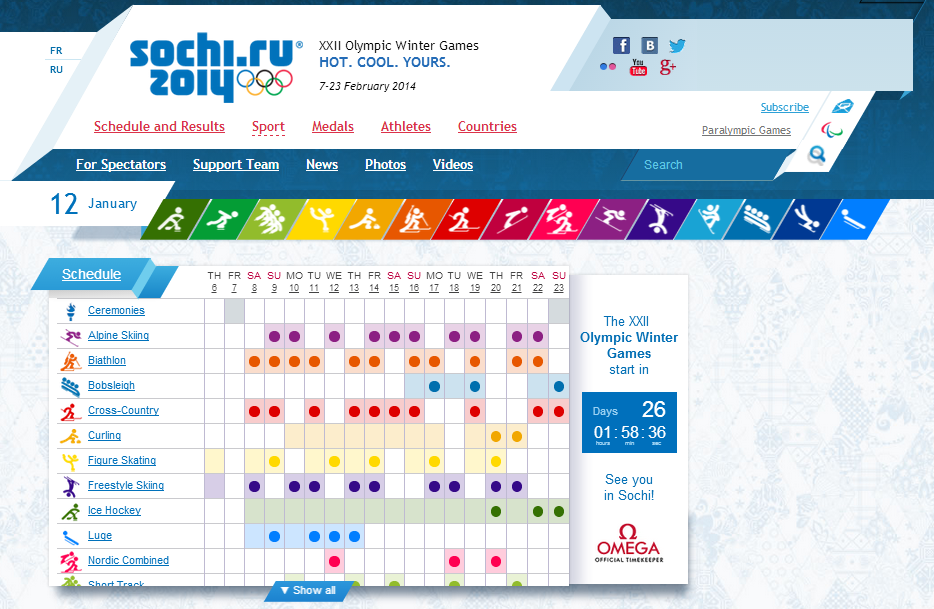 FR
RU
sochi.ru®
2014
XXII Olympic Winter Games
HOT. COOL. YOURS.
7-23 February 2014
You
Tube
g+
Subscribe
Paralympic Games
Schedule and Results Sport Medals Athletes Countries
For Spectators Support Team News Photos Videos
Search
12 January
Schedule
TH FR SA SU MO TU WE TH FR SA SU MO TU WE TH FR SA SU
6 7 8 9 10 11 12 13 14 15 16 17 18 19 20 21 22 23
Ceremonies
Alpine Skiing
Biathlon
Bobsleigh
Cross-Country
Curling
Figure Skating
Freestyle Skiing
Ice Hockey
Luge
Nordic Combined
Short Track
▼ Show all
The XXII
Olympic Winter
Games
start in
Days 26
01 : 58 : 36
hours min sec
See you
in Sochi!
Ω
OMEGA
OFFICIAL TIMEKEEPER